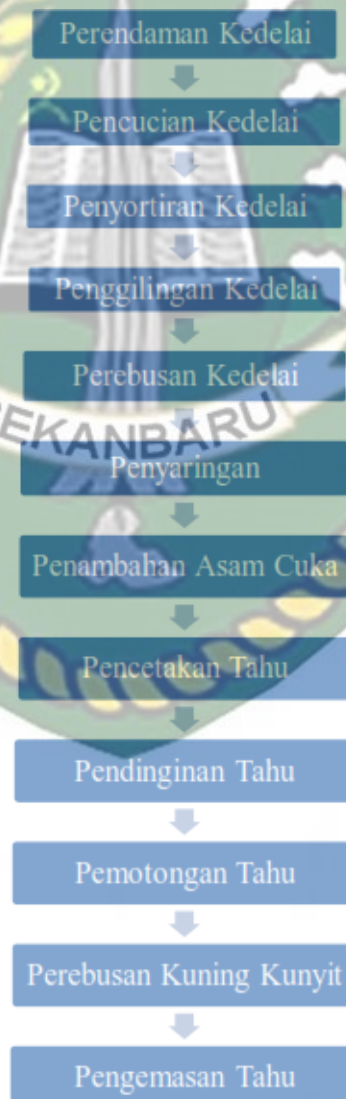 Perendaman Kedelai
Pencucian Kedelai
Penyortiran Kedelai
Penggilingan Kedelai
Perebusan Kedelai
EKANBARU
Penyaringan
Penambahan Asam Cuka
Pencetakan Tahu
Pendinginan Tahu
Pemotongan Tahu
Perebusan Kuning Kunyit
Pengemasan Tahu